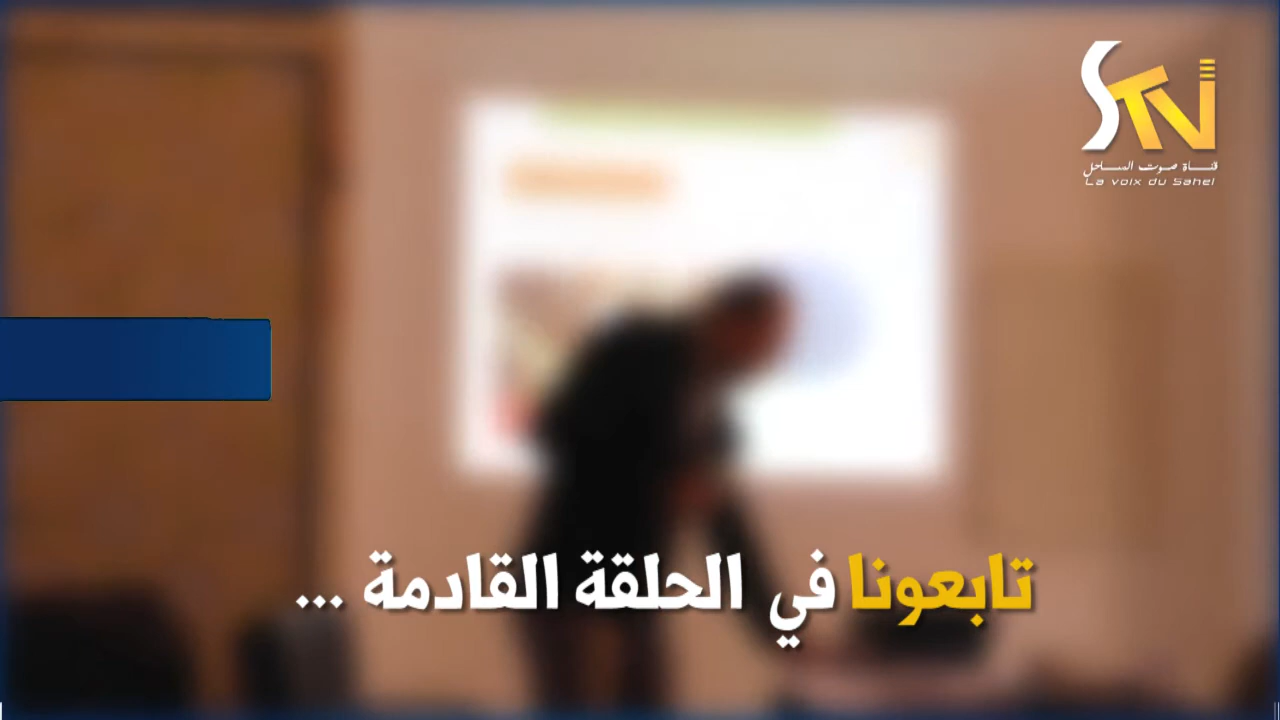 STV
قناة صوت الساحل
La voix du Sahel
تابعونا في الحلقة القادمة ...